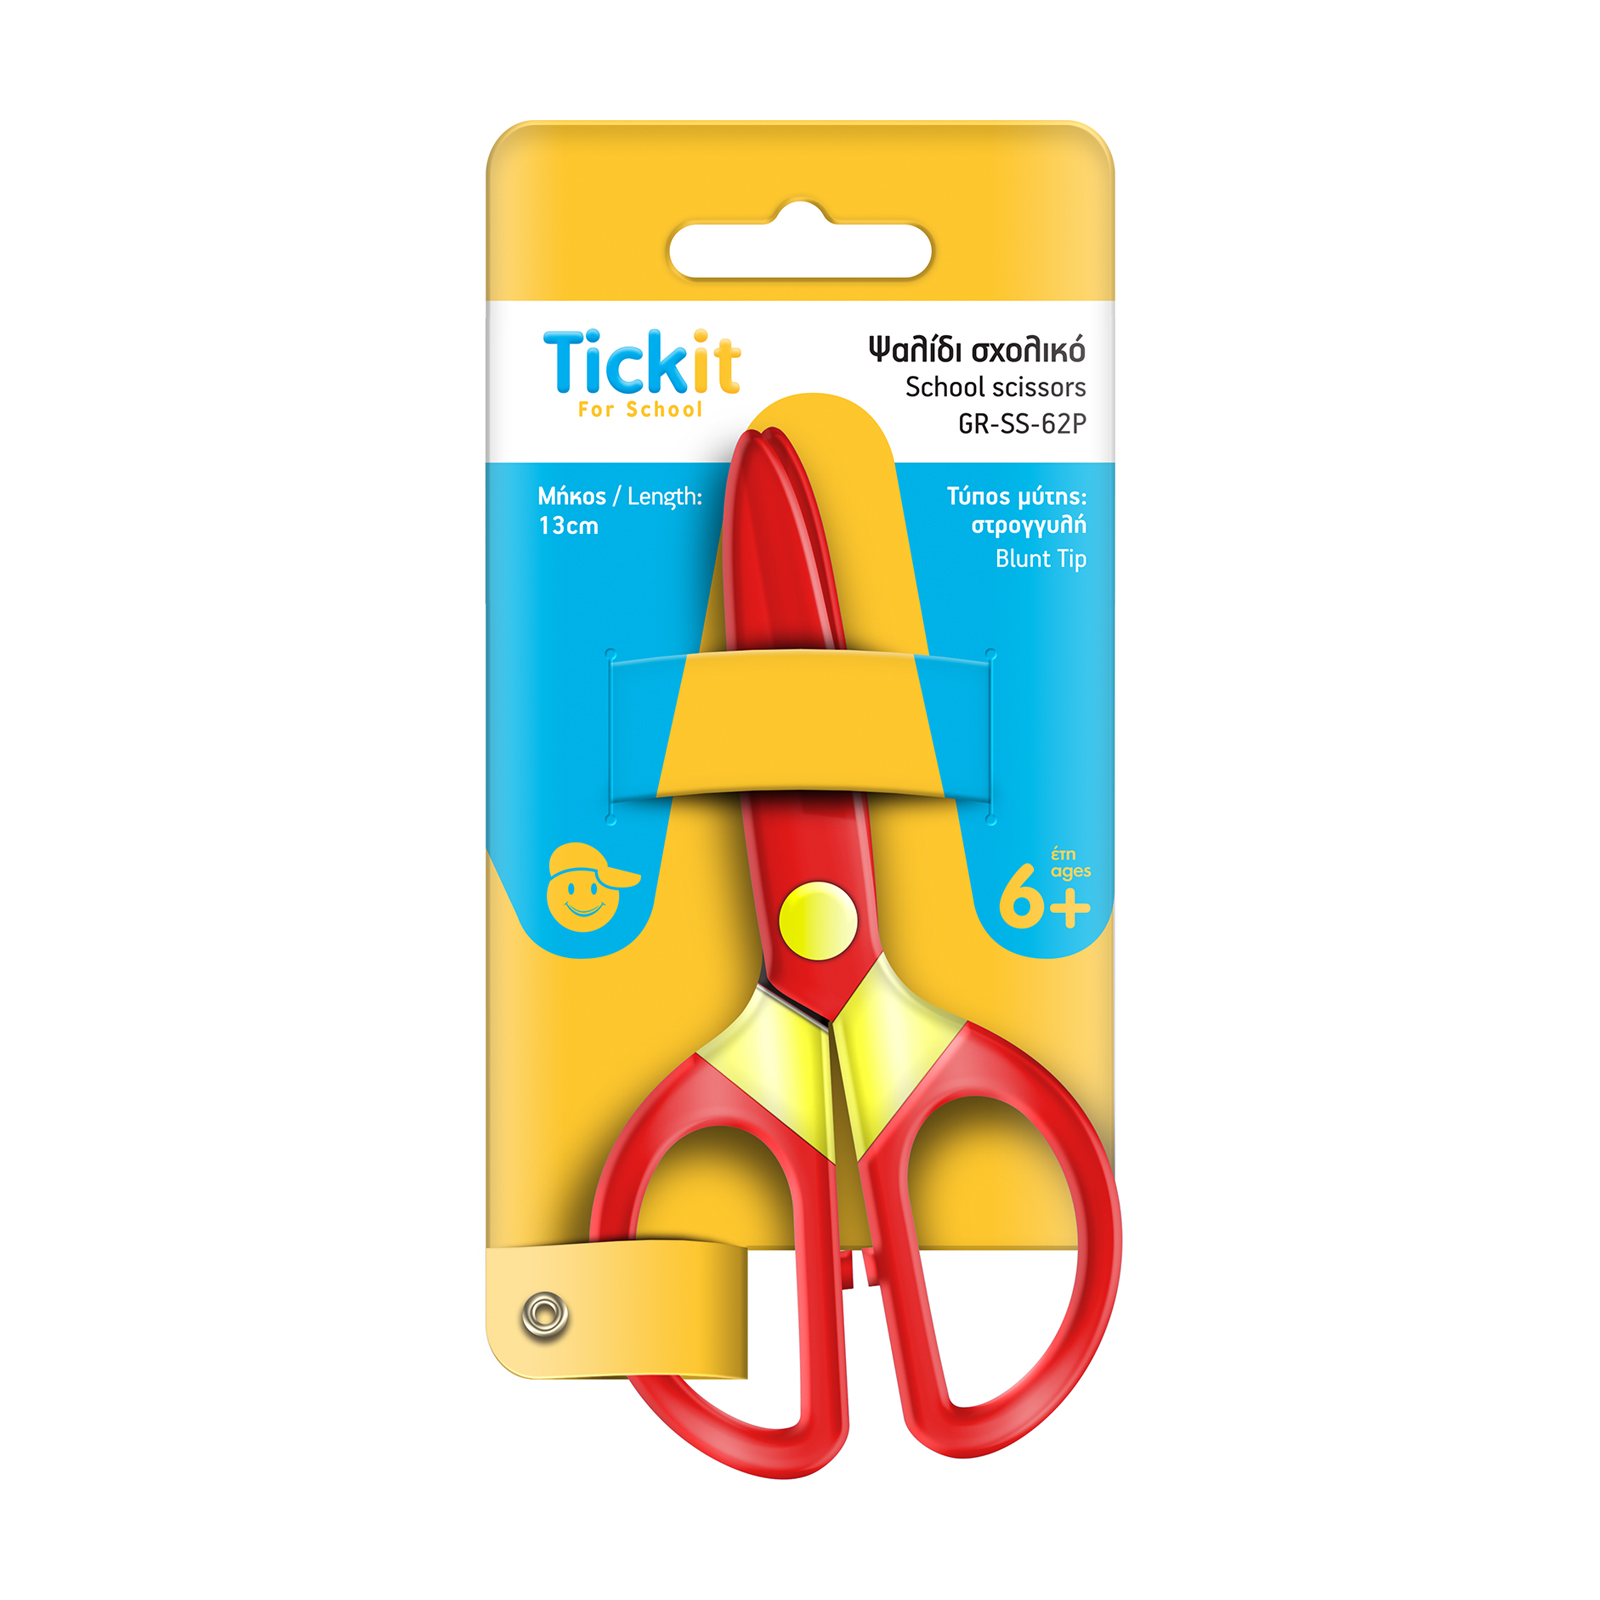 Tickit
For School
Ψαλίδι σχολικό
School scissors
GR-SS-62P
Μήκος / Length:
13cm
Τύπος μύτης:
στρογγυλή
Blunt Tip
έτη
ages
6+